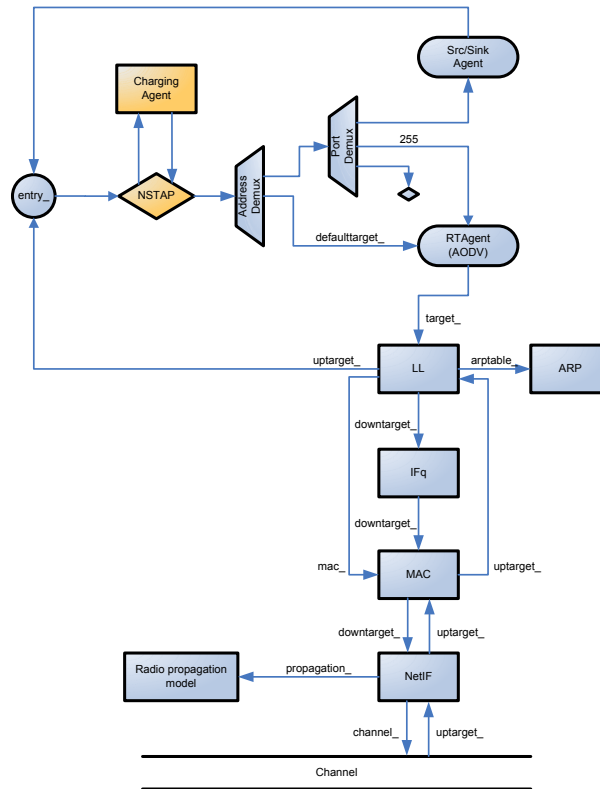 Src/Sink
Agent
Charging
Agent
Port
Demux
255
entry_
NSTAP
Address
Demux
defaulttarget_
RTAgent
(AODV)
target_
uptarget_
LL
arptable_
ARP
downtarget_
IFq
downtarget_
mac_
MAC
uptarget_
downtarget_
uptarget_
Radio propagation
model
propagation_
NetIF
channel_
uptarget_
Channel